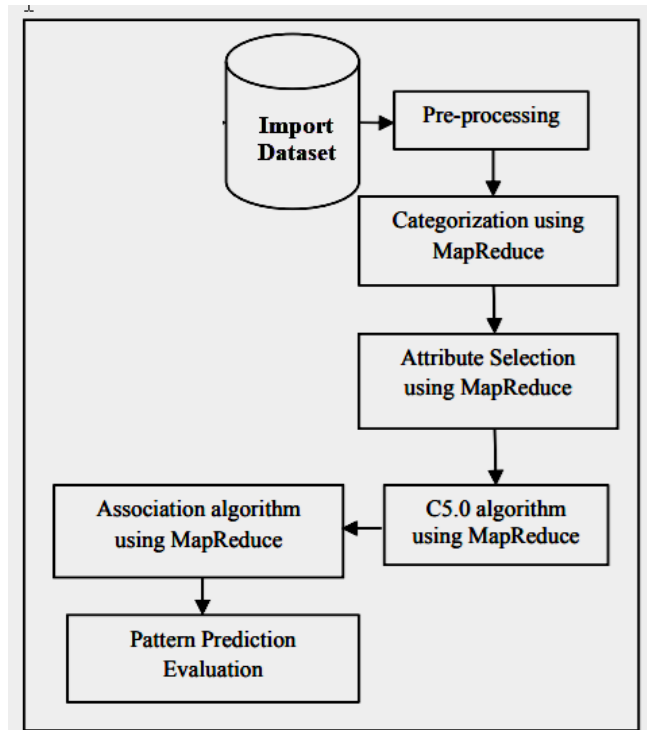 Import
Dataset
Pre-processing
Categorization using
MapReduce
Attribute Selection
using MapReduce
C5.0 algorithm
using MapReduce
Association algorithm
using MapReduce
Pattern Prediction
Evaluation